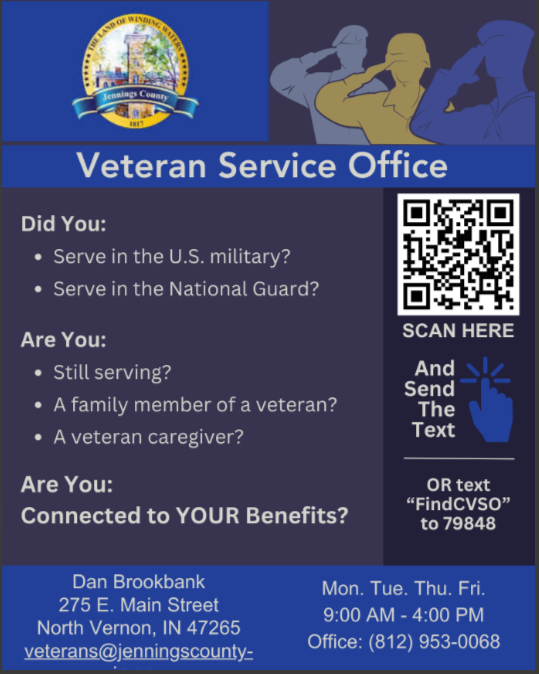 THE LAND OF WINDING WATERS
Jennings County
1817
Veteran Service Office
Did You:
• Serve in the U.S. military?
• Serve in the National Guard?
Are You:
• Still serving?
• A family member of a veteran?
• A veteran caregiver?
Are You:
Connected to YOUR Benefits?
SCAN HERE
And
Send
The
Text
OR text
“FindCVSO”
to 79848
Dan Brookbank
275 E. Main Street
North Vernon, IN 47265
veterans@jenningscounty-
Mon. Tue. Thu. Fri.
9:00 AM - 4:00 PM
Office: (812) 953-0068